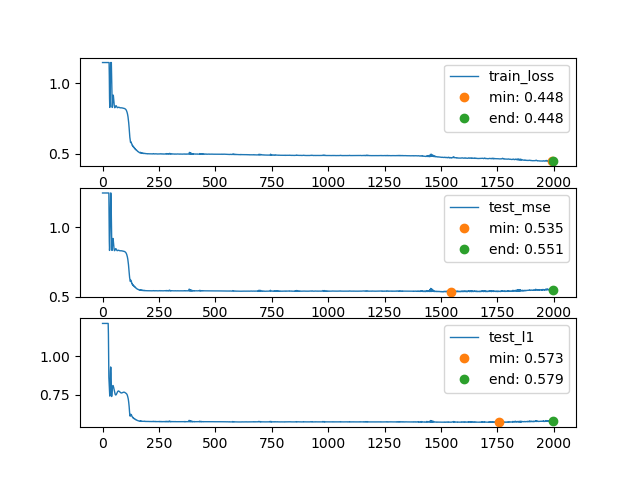 1.0
0.5
train_loss
min: 0.448
end: 0.448
0 250 500 750 1000 1250 1500 1750 2000
1.0
0.5
test_mse
min: 0.535
end: 0.551
0 250 500 750 1000 1250 1500 1750 2000
1.00
0.75
test_l1
min: 0.573
end: 0.579
0 250 500 750 1000 1250 1500 1750 2000